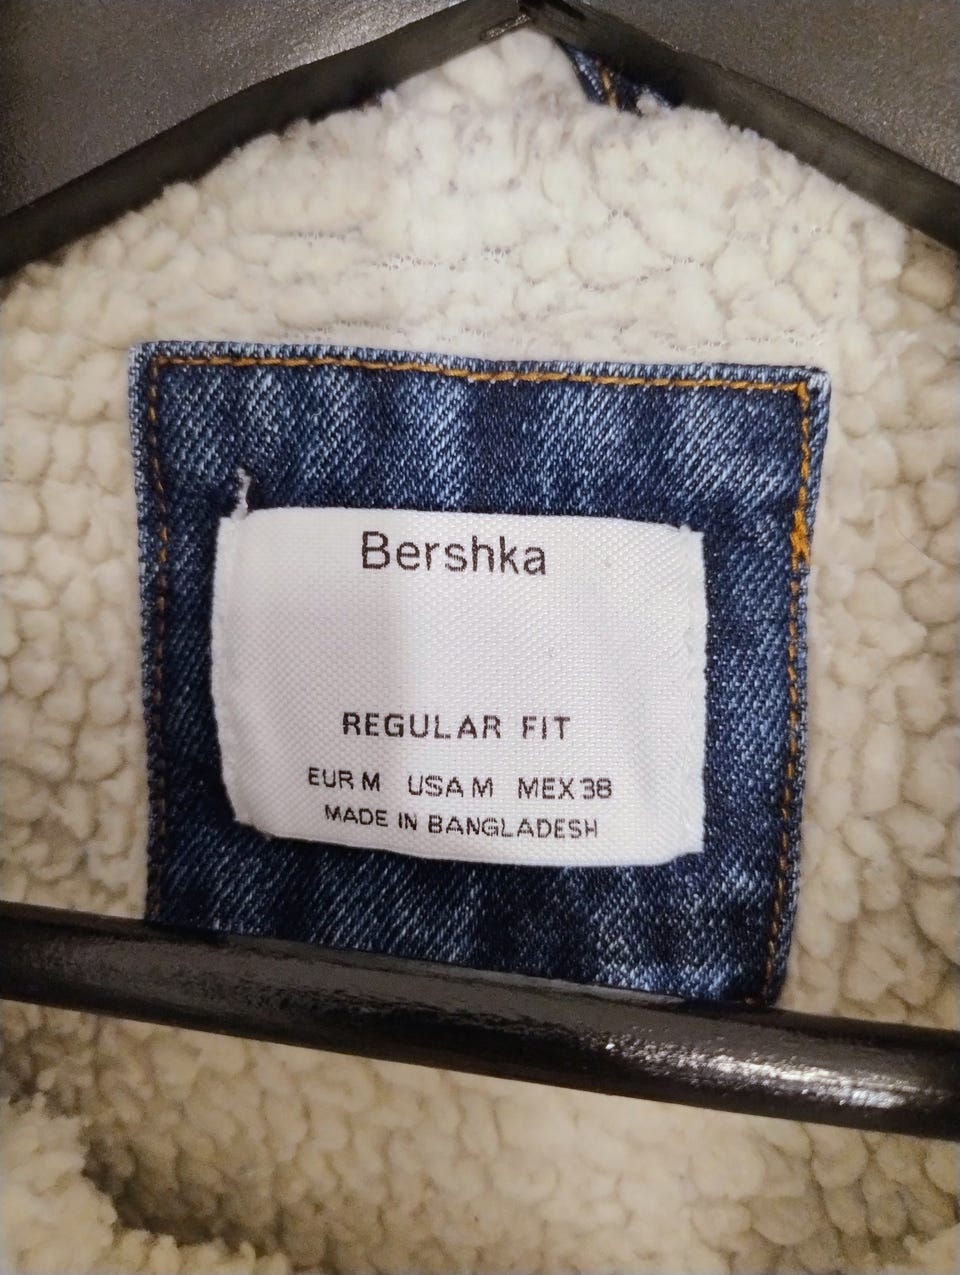 Bershka
REGULAR FIT
EUR M USA M MEX 38
MADE IN BANGLADESH